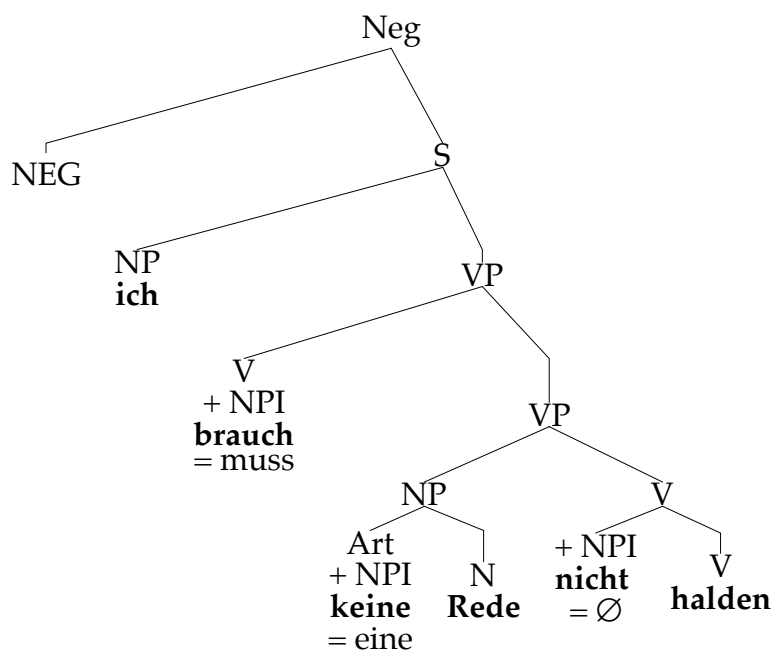 Neg
NEG
S
NP
ich
VP
V
+ NPI
brauch
= muss
VP
NP
V
Art
+ NPI
keine
= eine
N
Rede
+ NPI
nicht
= ∅
V
halden